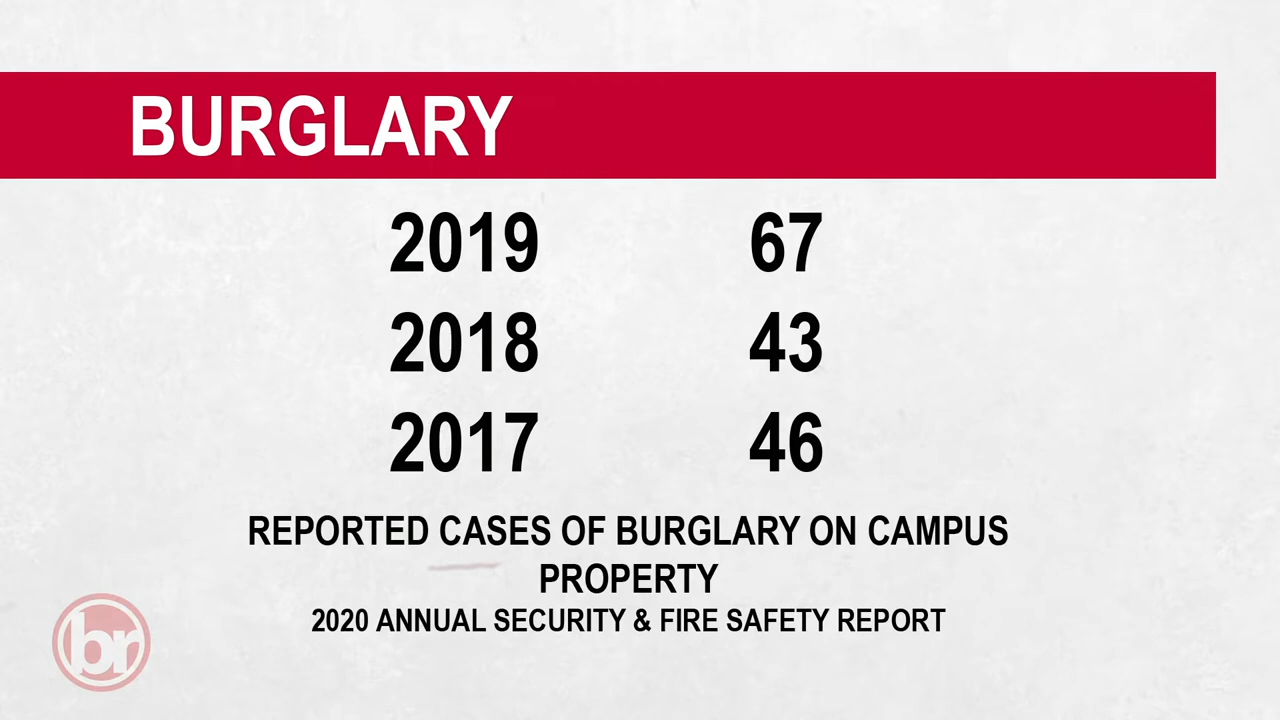 BURGLARY
2019 67
2018 43
2017 46
REPORTED CASES OF BURGLARY ON CAMPUS
PROPERTY
2020 ANNUAL SECURITY & FIRE SAFETY REPORT
br